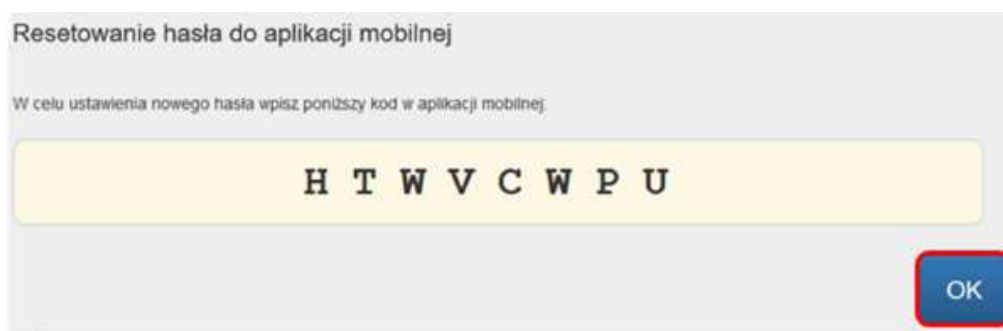 Resetowanie hasła do aplikacji mobilnej
W celu ustawienia nowego hasła wpisz poniższy kod w aplikacji mobilnej:
H T W V C W P U
OK